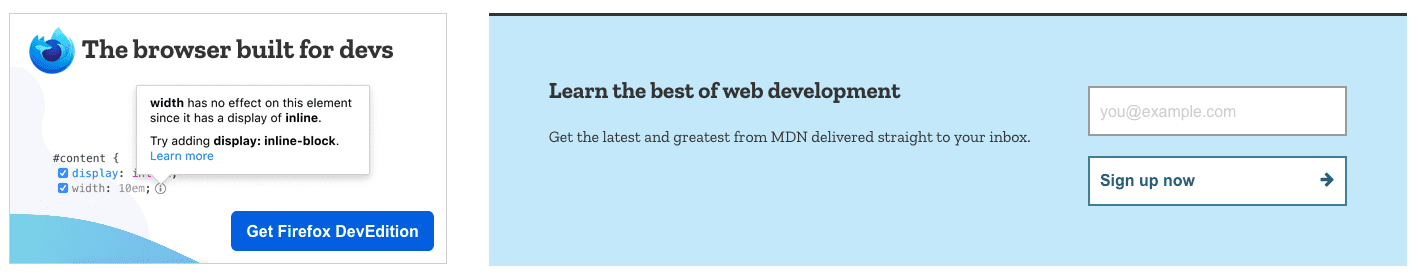 The browser built for devs
width has no effect on this element
since it has a display of inline.
Try adding display: inline-block.
Learn more
#content {
display: in
width: 10em;
Get Firefox DevEdition
Learn the best of web development
Get the latest and greatest from MDN delivered straight to your inbox.
you@example.com
Sign up now